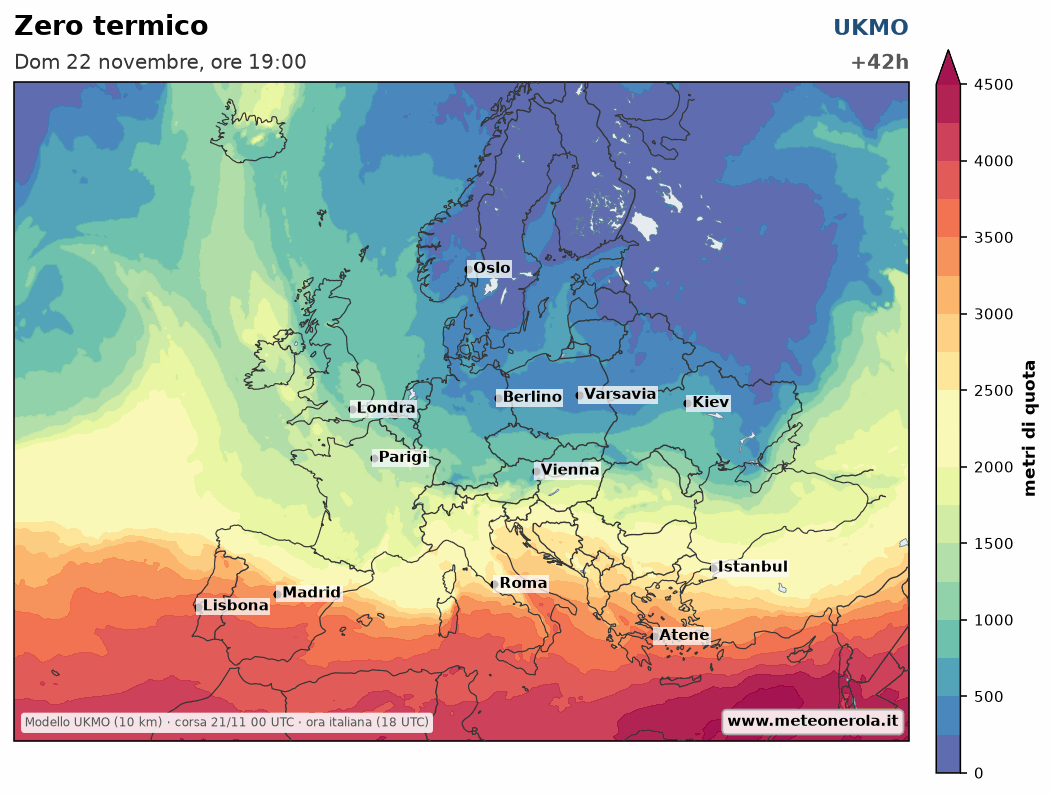 Zero termico
UKMO
Dom 22 novembre, ore 19:00
+42h
4500
4000
3500
3000
2500
2000
1500
1000
500
0
metri di quota
Oslo
Berlino
Varsavia
Kiev
Londra
Parigi
Vienna
Istanbul
Roma
Madrid
Lisbona
Atene
Modello UKMO (10 km) · corsa 21/11 00 UTC · ora italiana (18 UTC)
www.meteonerola.it